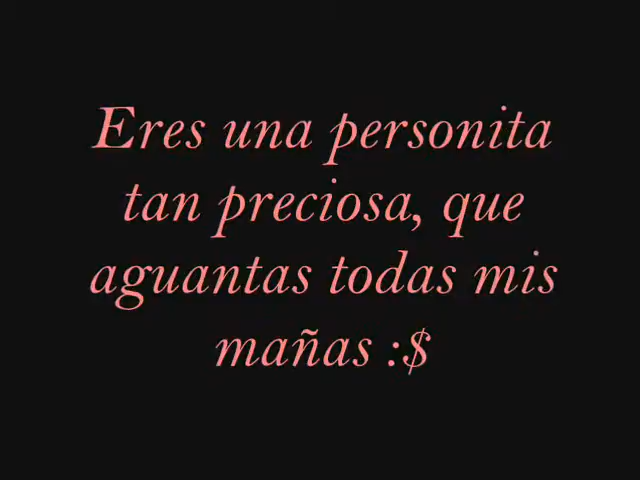 Eres una personita
tan preciosa, que
aguantas todas mis
mañas :$